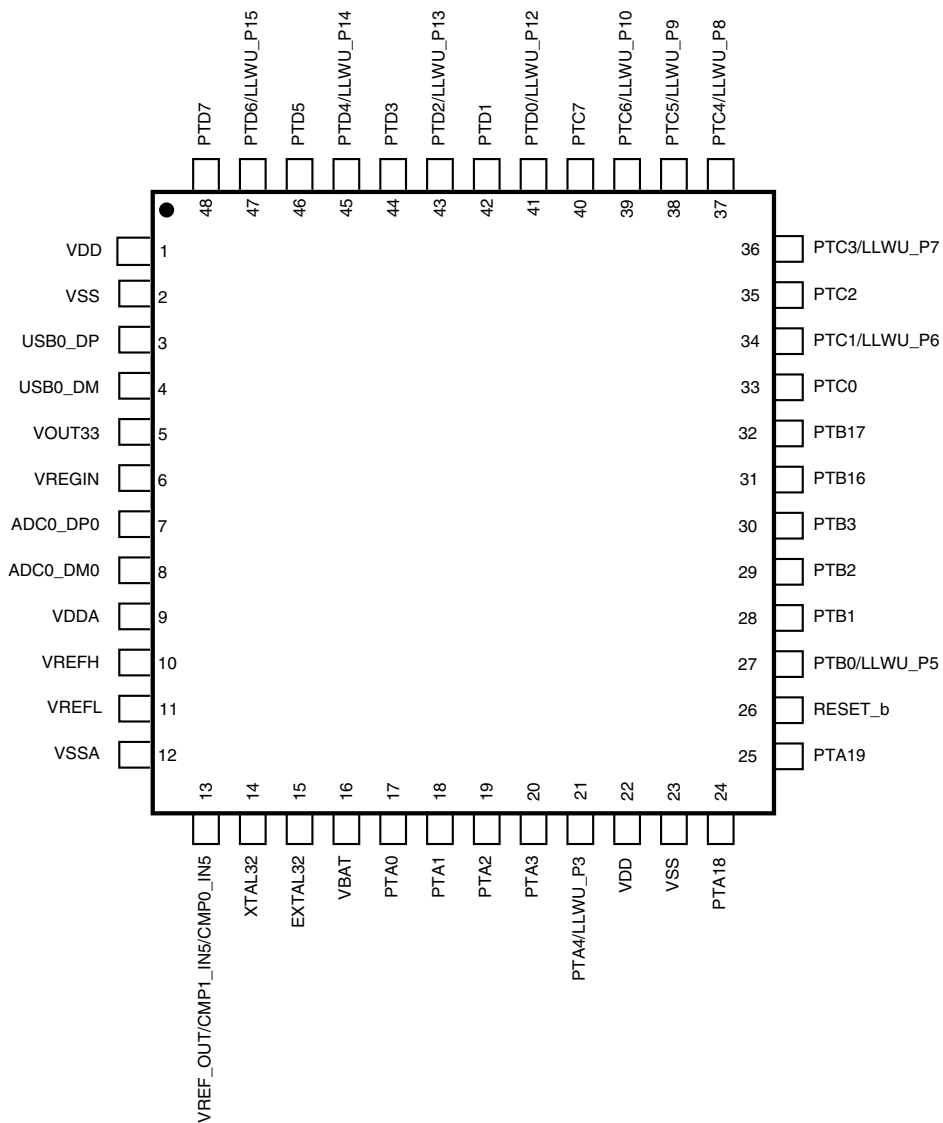 PTD7
PTD6/LLWU_P15
PTD5
PTD4/LLWU_P14
PTD3
PTD2/LLWU_P13
PTD1
PTD0/LLWU_P12
PTC7
PTC6/LLWU_P10
PTC5/LLWU_P9
PTC4/LLWU_P8
48
47
46
45
44
43
42
41
40
39
38
37
VDD 1
VSS 2
USB0_DP 3
USB0_DM 4
VOUT33 5
VREGIN 6
ADC0_DP0 7
ADC0_DM0 8
VDDA 9
VREFH 10
VREFL 11
VSSA 12
36 PTC3/LLWU_P7
35 PTC2
34 PTC1/LLWU_P6
33 PTC0
32 PTB17
31 PTB16
30 PTB3
29 PTB2
28 PTB1
27 PTB0/LLWU_P5
26 RESET_b
25 PTA19
13
14
15
16
17
18
19
20
21
22
23
24
VREF_OUT/CMP1_IN5/CMP0_IN5
XTAL32
EXTAL32
VBAT
PTA0
PTA1
PTA2
PTA3
PTA4/LLWU_P3
VDD
VSS
PTA18